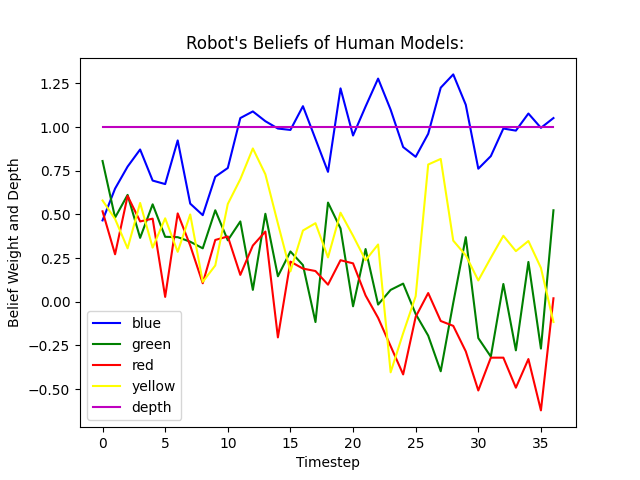 Robot's Beliefs of Human Models:
Belief Weight and Depth
1.25
1.00
0.75
0.50
0.25
0.00
−0.25
−0.50
blue
green
red
yellow
depth
0 5 10 15 20 25 30 35
Timestep